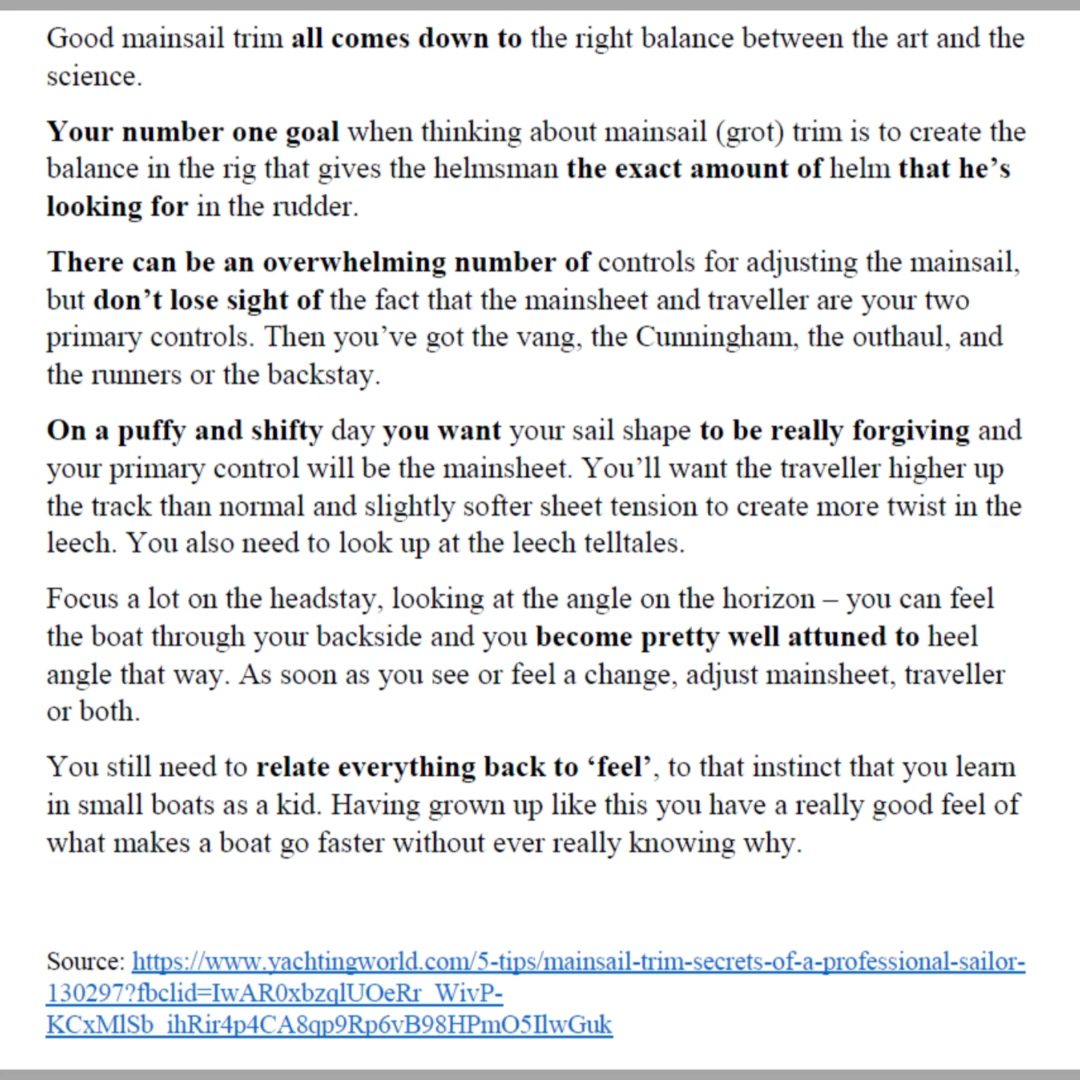 Good mainsail trim all comes down to the right balance between the art and the
science.
Your number one goal when thinking about mainsail (grot) trim is to create the
balance in the rig that gives the helmsman the exact amount of helm that he’s
looking for in the rudder.
There can be an overwhelming number of controls for adjusting the mainsail,
but don’t lose sight of the fact that the mainsheet and traveller are your two
primary controls. Then you’ve got the vang, the Cunningham, the outhaul, and
the runners or the backstay.
On a puffy and shifty day you want your sail shape to be really forgiving and
your primary control will be the mainsheet. You’ll want the traveller higher up
the track than normal and slightly softer sheet tension to create more twist in the
leech. You also need to look up at the leech telltales.
Focus a lot on the headstay, looking at the angle on the horizon – you can feel
the boat through your backside and you become pretty well attuned to heel
angle that way. As soon as you see or feel a change, adjust mainsheet, traveller
or both.
You still need to relate everything back to ‘feel’, to that instinct that you learn
in small boats as a kid. Having grown up like this you have a really good feel of
what makes a boat go faster without ever really knowing why.
Source: https://www.yachtingworld.com/5-tips/mainsail-trim-secrets-of-a-professional-sailor-
130297?fbclid=IwAR0xbzqlUOeRr_WivP-
KCxMlSb_ihRir4p4CA8qp9Rp6vB98HPmO5IlwGuk